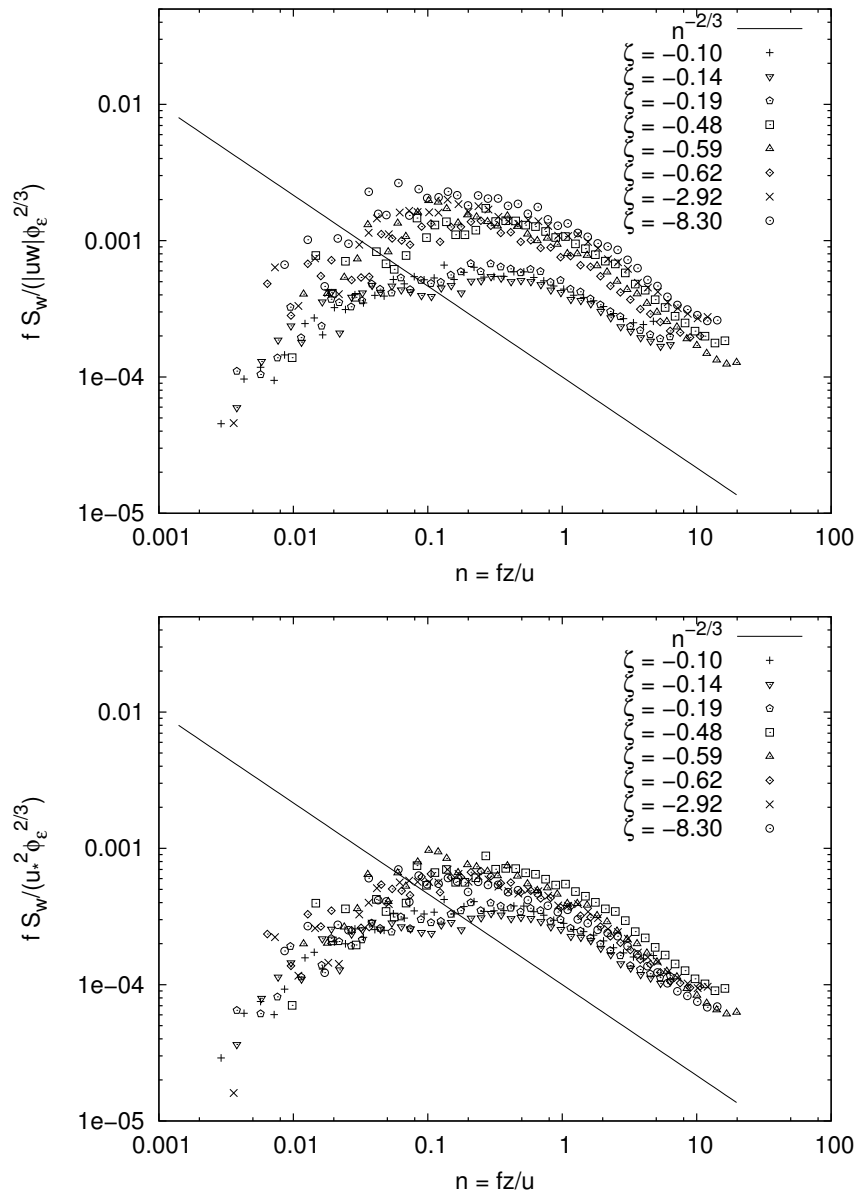 n^−2/3
ζ = −0.10
ζ = −0.14
ζ = −0.19
ζ = −0.48
ζ = −0.59
ζ = −0.62
ζ = −2.92
ζ = −8.30
0.01
0.001
1e−04
1e−05
f S_w/(|uw|ϕ_ε^2/3)
0.001 0.01 0.1 1 10 100
n = fz/u
n^−2/3
ζ = −0.10
ζ = −0.14
ζ = −0.19
ζ = −0.48
ζ = −0.59
ζ = −0.62
ζ = −2.92
ζ = −8.30
0.01
0.001
1e−04
1e−05
f S_w/(u_*^2 ϕ_ε^2/3)
0.001 0.01 0.1 1 10 100
n = fz/u